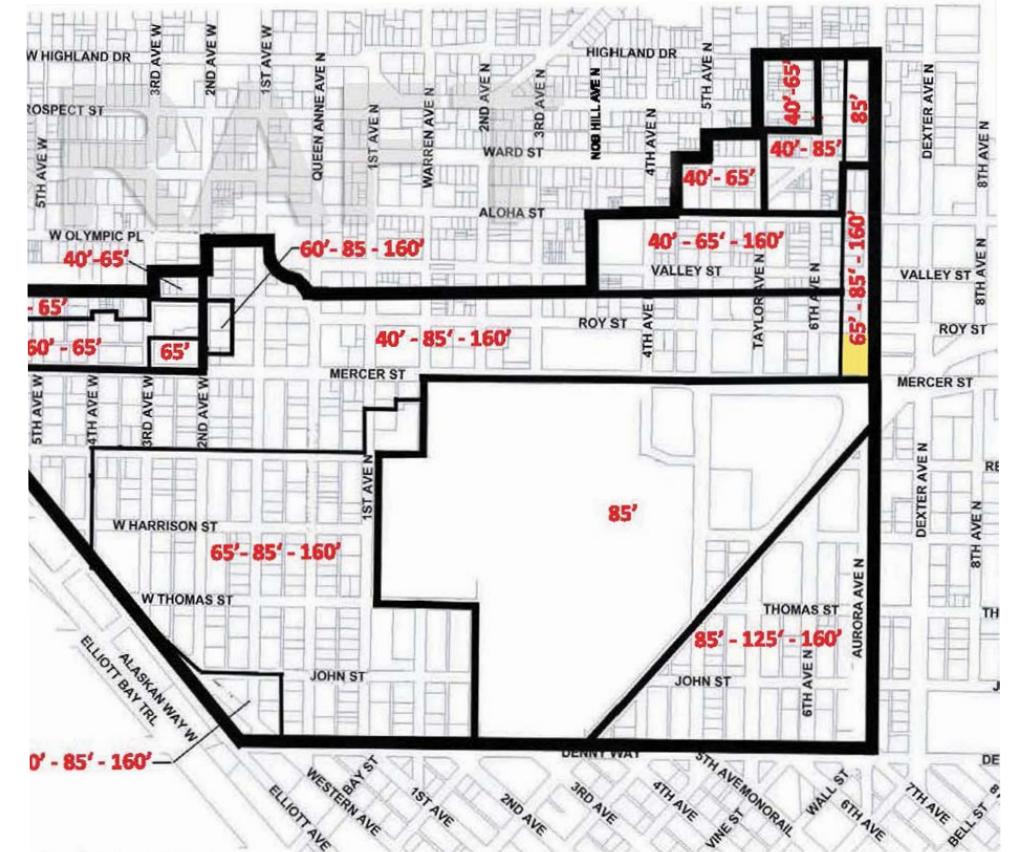 W HIGHLAND DR
3RD AVE W
2ND AVE W
1ST AVE W
QUEEN ANNE AVE N
1ST AVE N
WARREN AVE N
2ND AVE N
3RD AVE N
NOB HILL AVE N
4TH AVE N
HIGHLAND DR
5TH AVE N
40'-65'
85'
DEXTER AVE N
8TH AVE N
ROSPECT ST
5TH AVE W
WARD ST
40'- 85'
40'- 65'
ALOHA ST
W OLYMPIC PL
40'-65'
60'- 85 - 160'
40' - 65' - 160'
VALLEY ST
TAYLOR AVE N
6TH AVE N
65' - 85' - 160'
VALLEY ST
8TH AVE N
- 65'
60' - 65'
65'
40' - 85' - 160'
ROY ST
4TH AVE N
ROY ST
MERCER ST
MERCER ST
5TH AVE W
4TH AVE W
3RD AVE W
2ND AVE W
1ST AVE N
DEXTER AVE N
8TH AVE N
RE
85'
W HARRISON ST
65'- 85' - 160'
W THOMAS ST
THOMAS ST
TH
85' - 125' - 160'
AURORA AVE N
6TH AVE N
JOHN ST
JOHN ST
J
ALASKAN WAY W
ELLIOTT BAY TRL
0' - 85' - 160'
DENNY WAY
DE
BAY ST
WESTERN AVE
ELLIOTT AVE
1ST AVE
2ND AVE
3RD AVE
4TH AVE
5TH AVE
MONORAIL
VINE ST
WALL ST
6TH AVE
7TH AVE
BELL ST